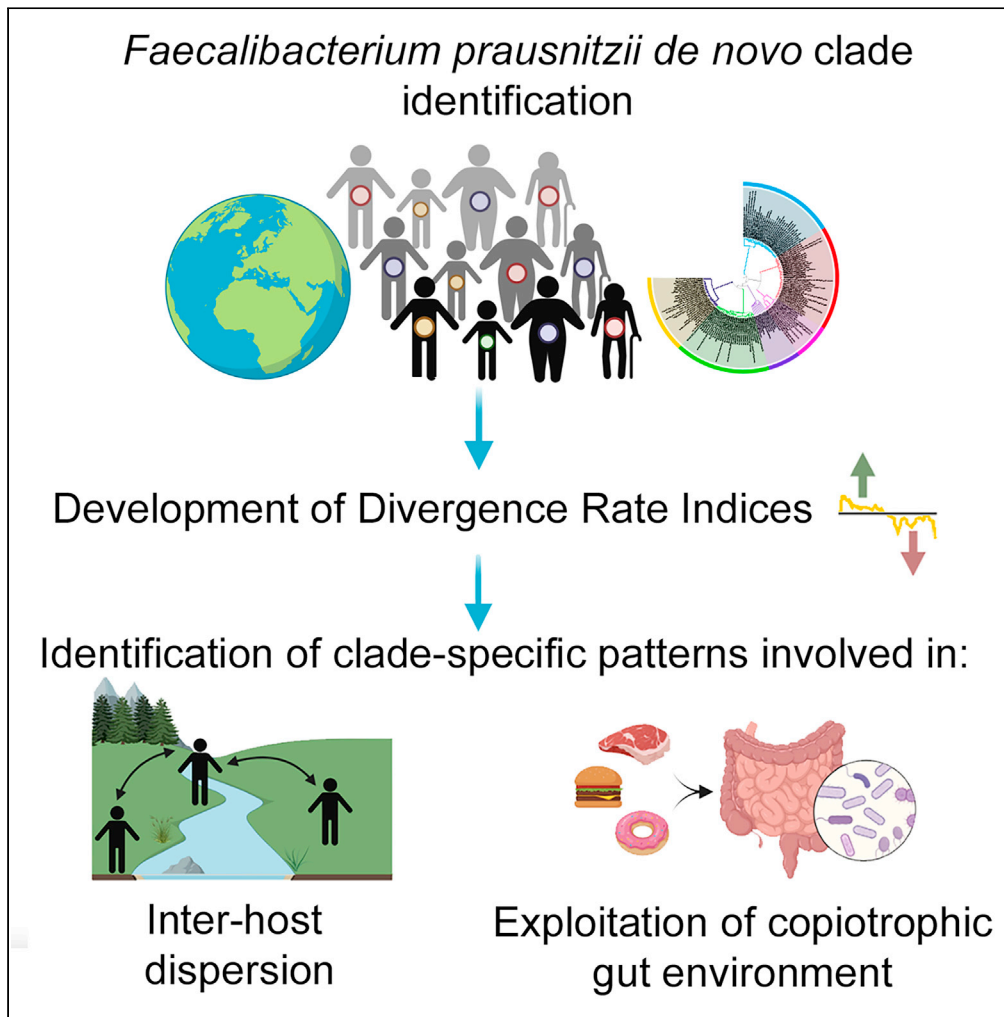 Faecalibacterium prausnitzii de novo clade
identification
Development of Divergence Rate Indices
Identification of clade-specific patterns involved in:
Inter-host
dispersion
Exploitation of copiotrophic
gut environment